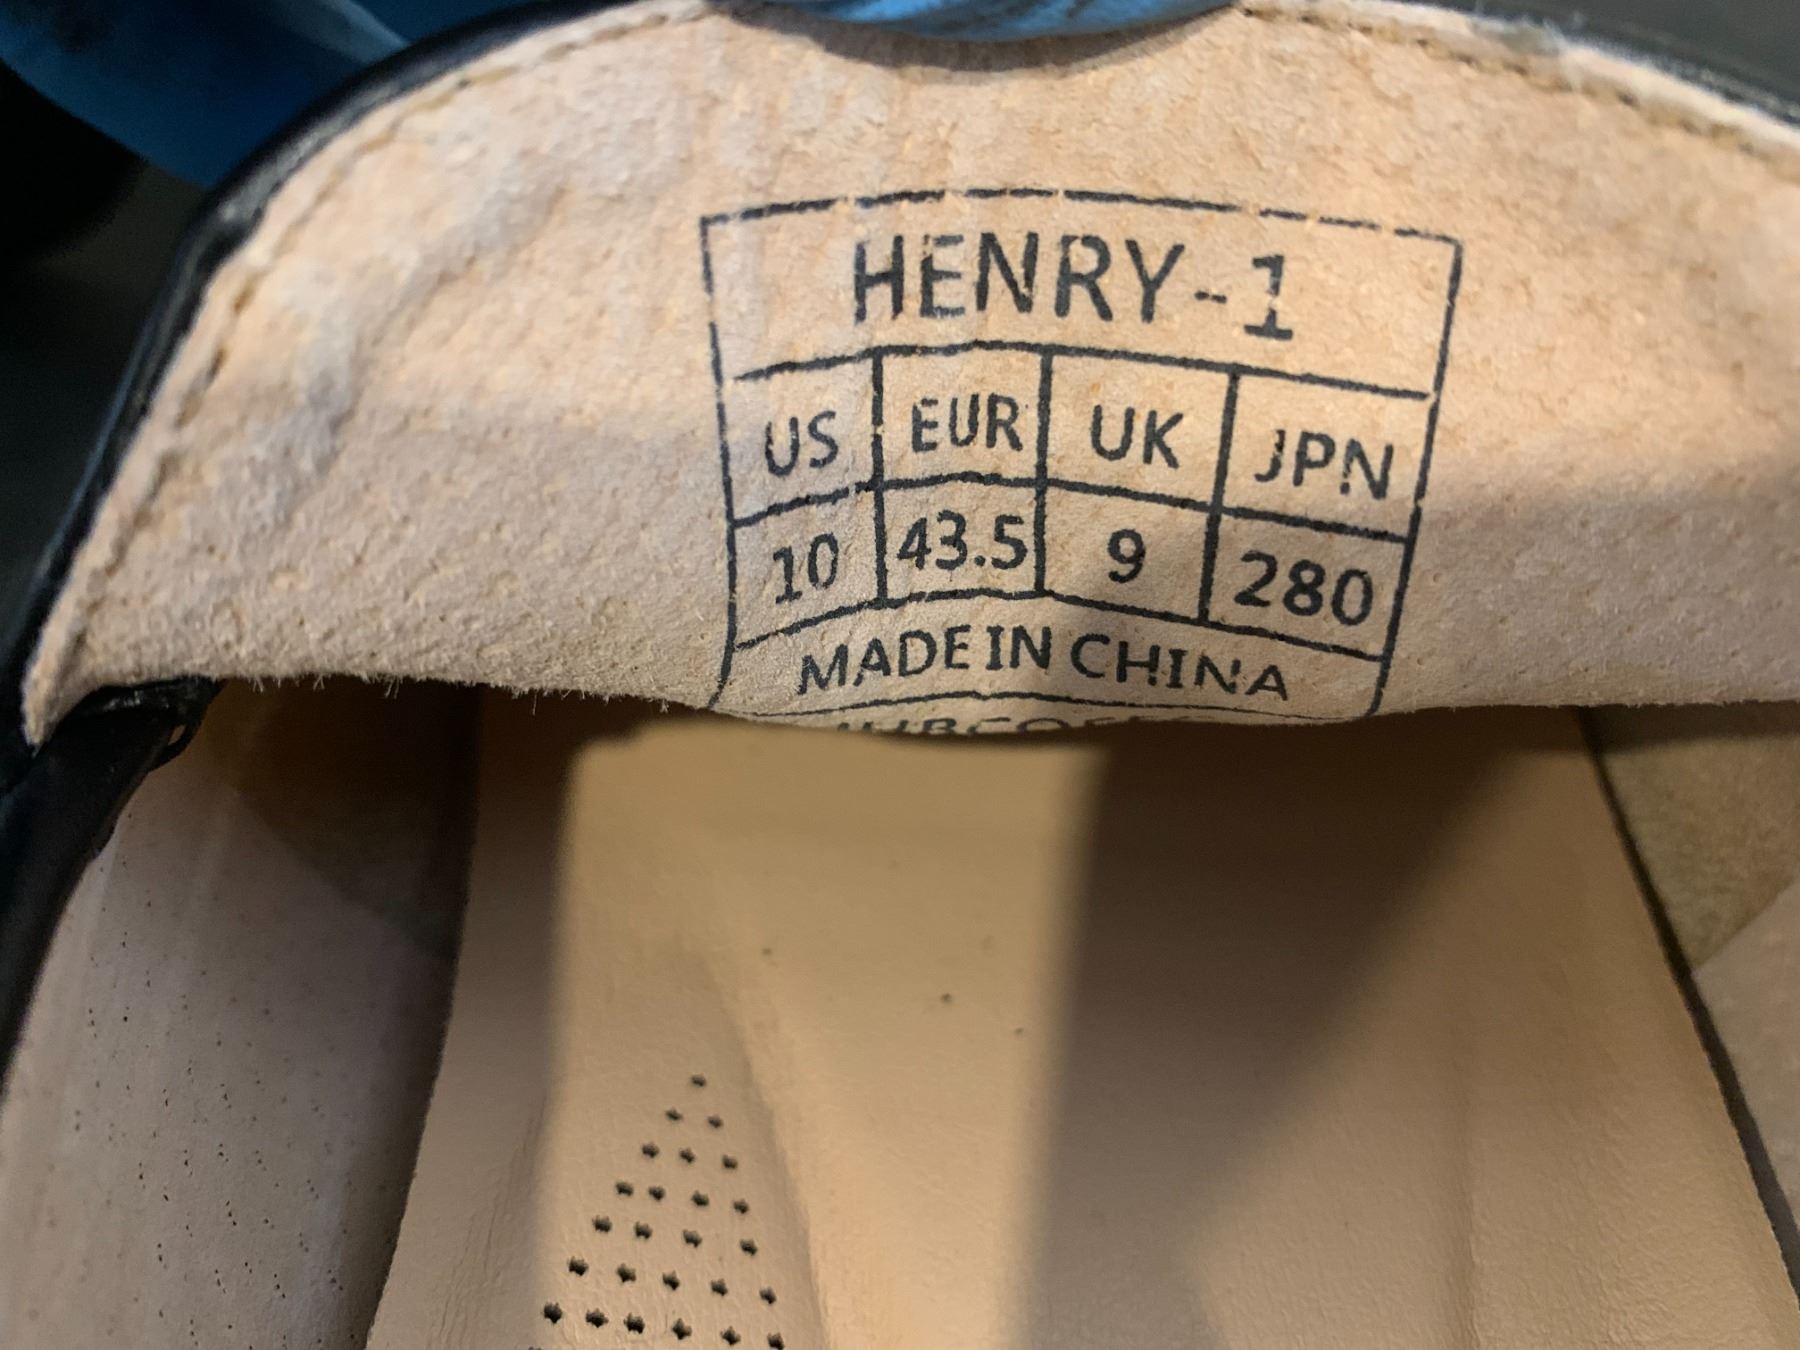 HENRY-1
US EUR UK JPN
10 43.5 9 280
MADE IN CHINA